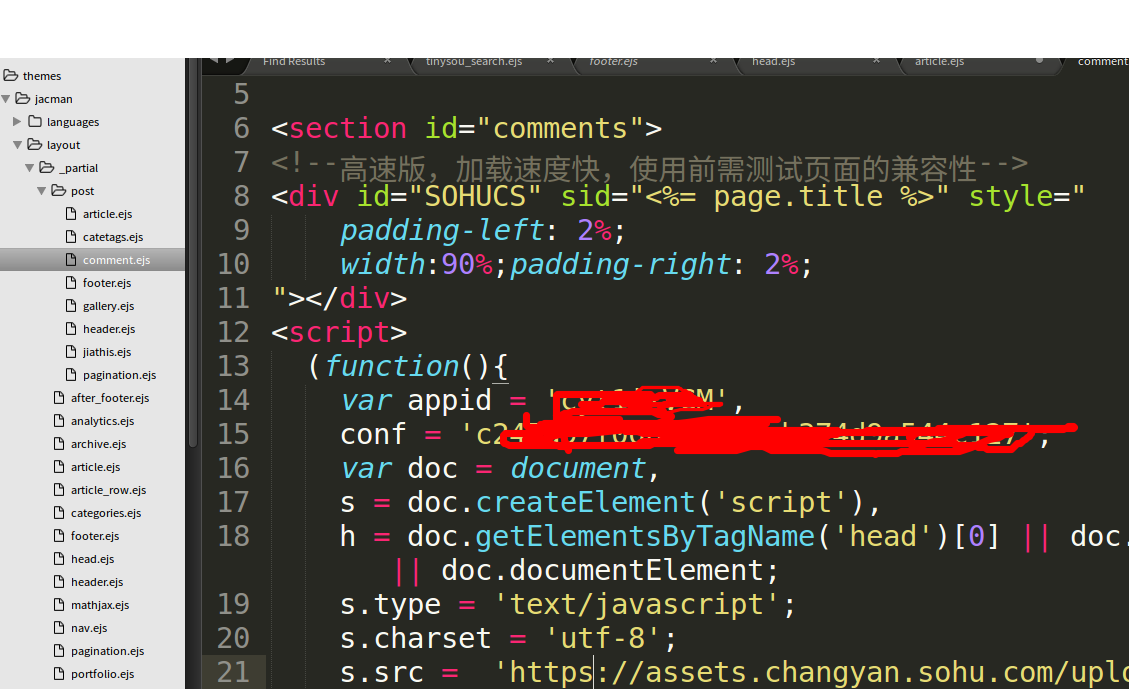 themes
jacman
languages
layout
_partial
post
article.ejs
catetags.ejs
comment.ejs
footer.ejs
gallery.ejs
header.ejs
jiathis.ejs
pagination.ejs
after_footer.ejs
analytics.ejs
archive.ejs
article.ejs
article_row.ejs
categories.ejs
footer.ejs
head.ejs
header.ejs
mathjax.ejs
nav.ejs
pagination.ejs
portfolio.ejs
Find Results × tinysou_search.ejs × footer.ejs × head.ejs × article.ejs comment
5
6 <section id="comments">
7 <!--高速版，加载速度快，使用前需测试页面的兼容性-->
8 <div id="SOHUCS" sid="<%= page.title %>" style="
9 padding-left: 2%;
10 width:90%;padding-right: 2%;
11 "></div>
12 <script>
13 (function(){
14 var appid = '
15 conf = '
16 var doc = document,
17 s = doc.createElement('script'),
18 h = doc.getElementsByTagName('head')[0] || doc.
|| doc.documentElement;
19 s.type = 'text/javascript';
20 s.charset = 'utf-8';
21 s.src = 'https://assets.changyan.sohu.com/uplo